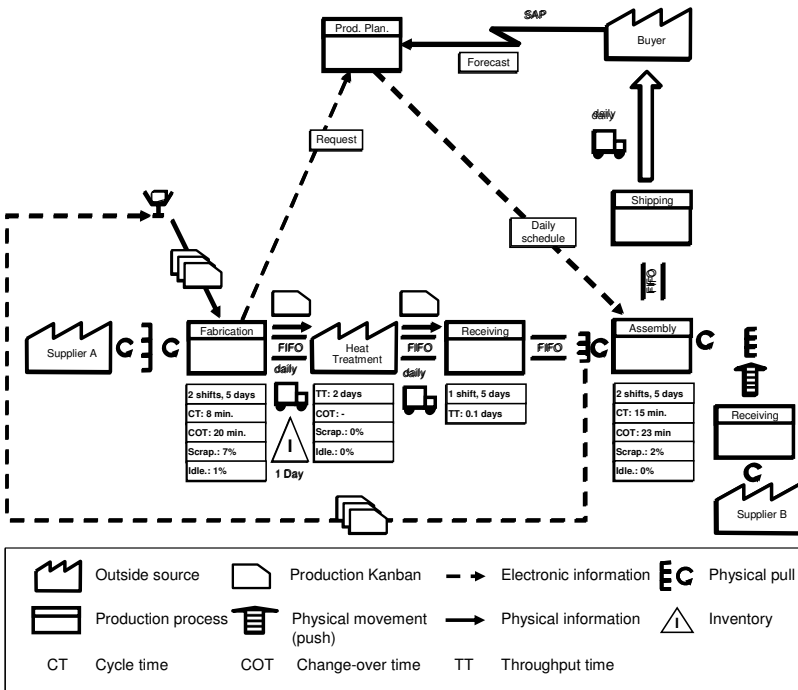 Prod. Plan.
SAP
Buyer
Forecast
Request
daily
Shipping
Daily
schedule
FIFO
Supplier A
Fabrication
FIFO
daily
Heat
Treatment
FIFO
daily
Receiving
FIFO
Assembly
Receiving
Supplier B
2 shifts, 5 days
CT: 8 min.
COT: 20 min.
Scrap.: 7%
Idle.: 1%
I
1 Day
TT: 2 days
COT: -
Scrap.: 0%
Idle.: 0%
1 shift, 5 days
TT: 0.1 days
2 shifts, 5 days
CT: 15 min.
COT: 23 min
Scrap.: 2%
Idle.: 0%
Outside source
Production Kanban
Electronic information
Physical pull
Production process
Physical movement
(push)
Physical information
I
Inventory
CT Cycle time
COT Change-over time
TT Throughput time